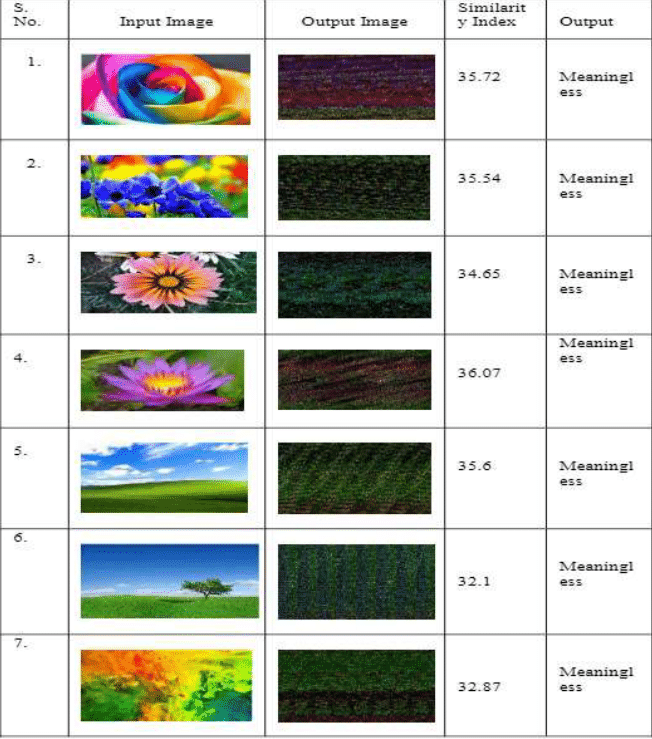 S. No. Input Image Output Image Similarit y Index Output
1. 35.72 Meaningl ess
2. 35.54 Meaningl ess
3. 34.65 Meaningl ess
4. 36.07 Meaningl ess
5. 35.6 Meaningl ess
6. 32.1 Meaningl ess
7. 32.87 Meaningl ess